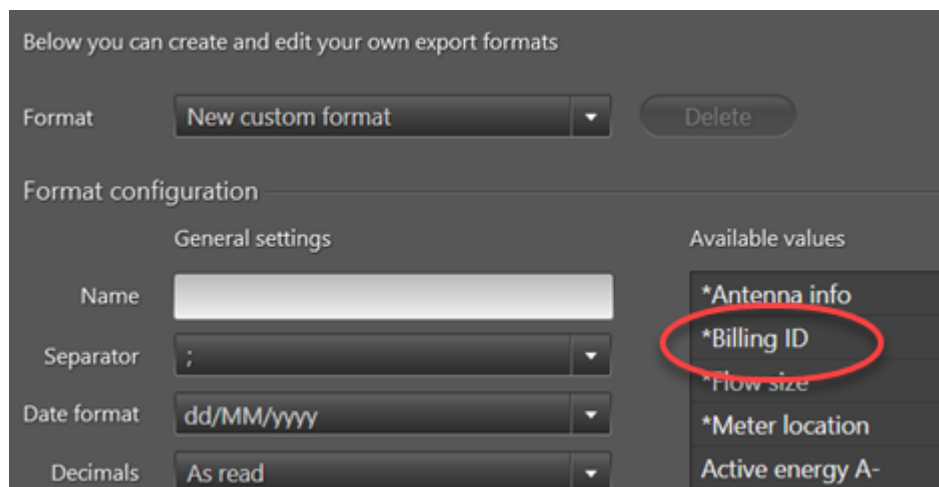 Below you can create and edit your own export formats
Format
New custom format
Delete
Format configuration
General settings
Name
Separator
;
Date format
dd/MM/yyyy
Decimals
As read
Available values
*Antenna info
*Billing ID
*Flow size
*Meter location
Active energy A-